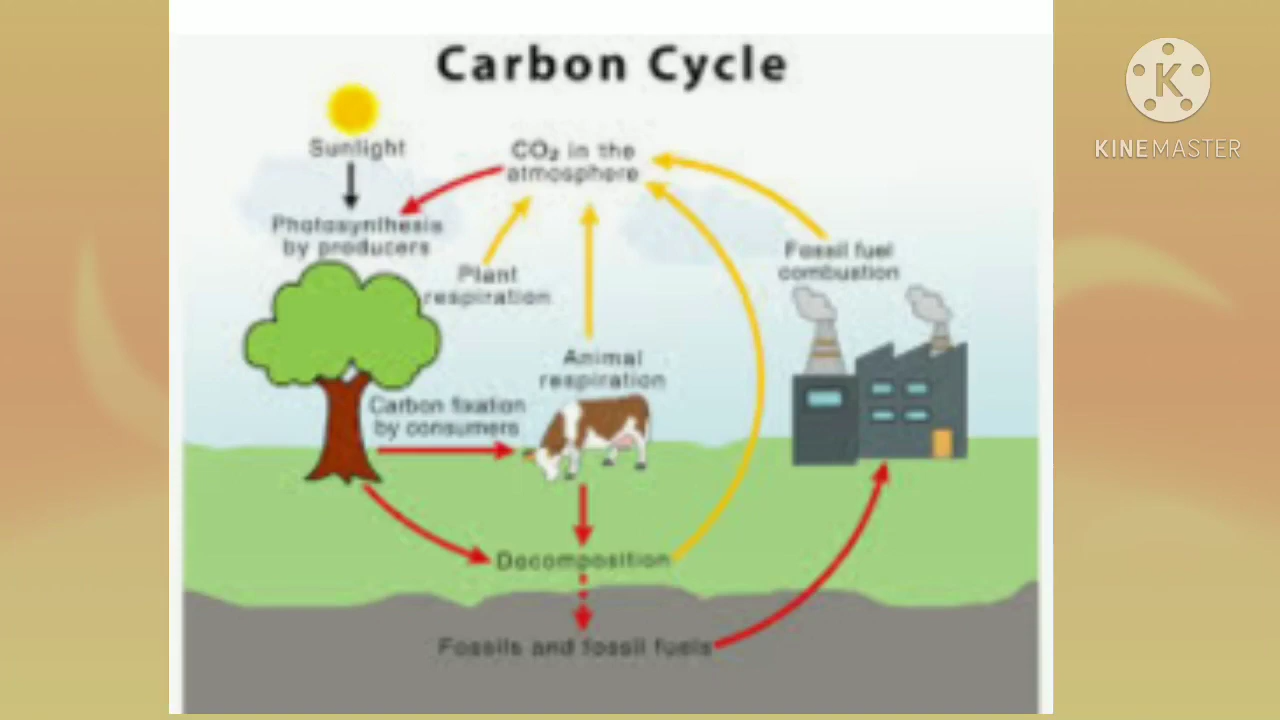 Carbon Cycle
Sunlight
CO₂ in the
atmosphere
Photosynthesis
by producers
Plant
respiration
Fossil fuel
combustion
Animal
respiration
Carbon fixation
by consumers
Decomposition
Fossils and fossil fuels
K
KINEMASTER